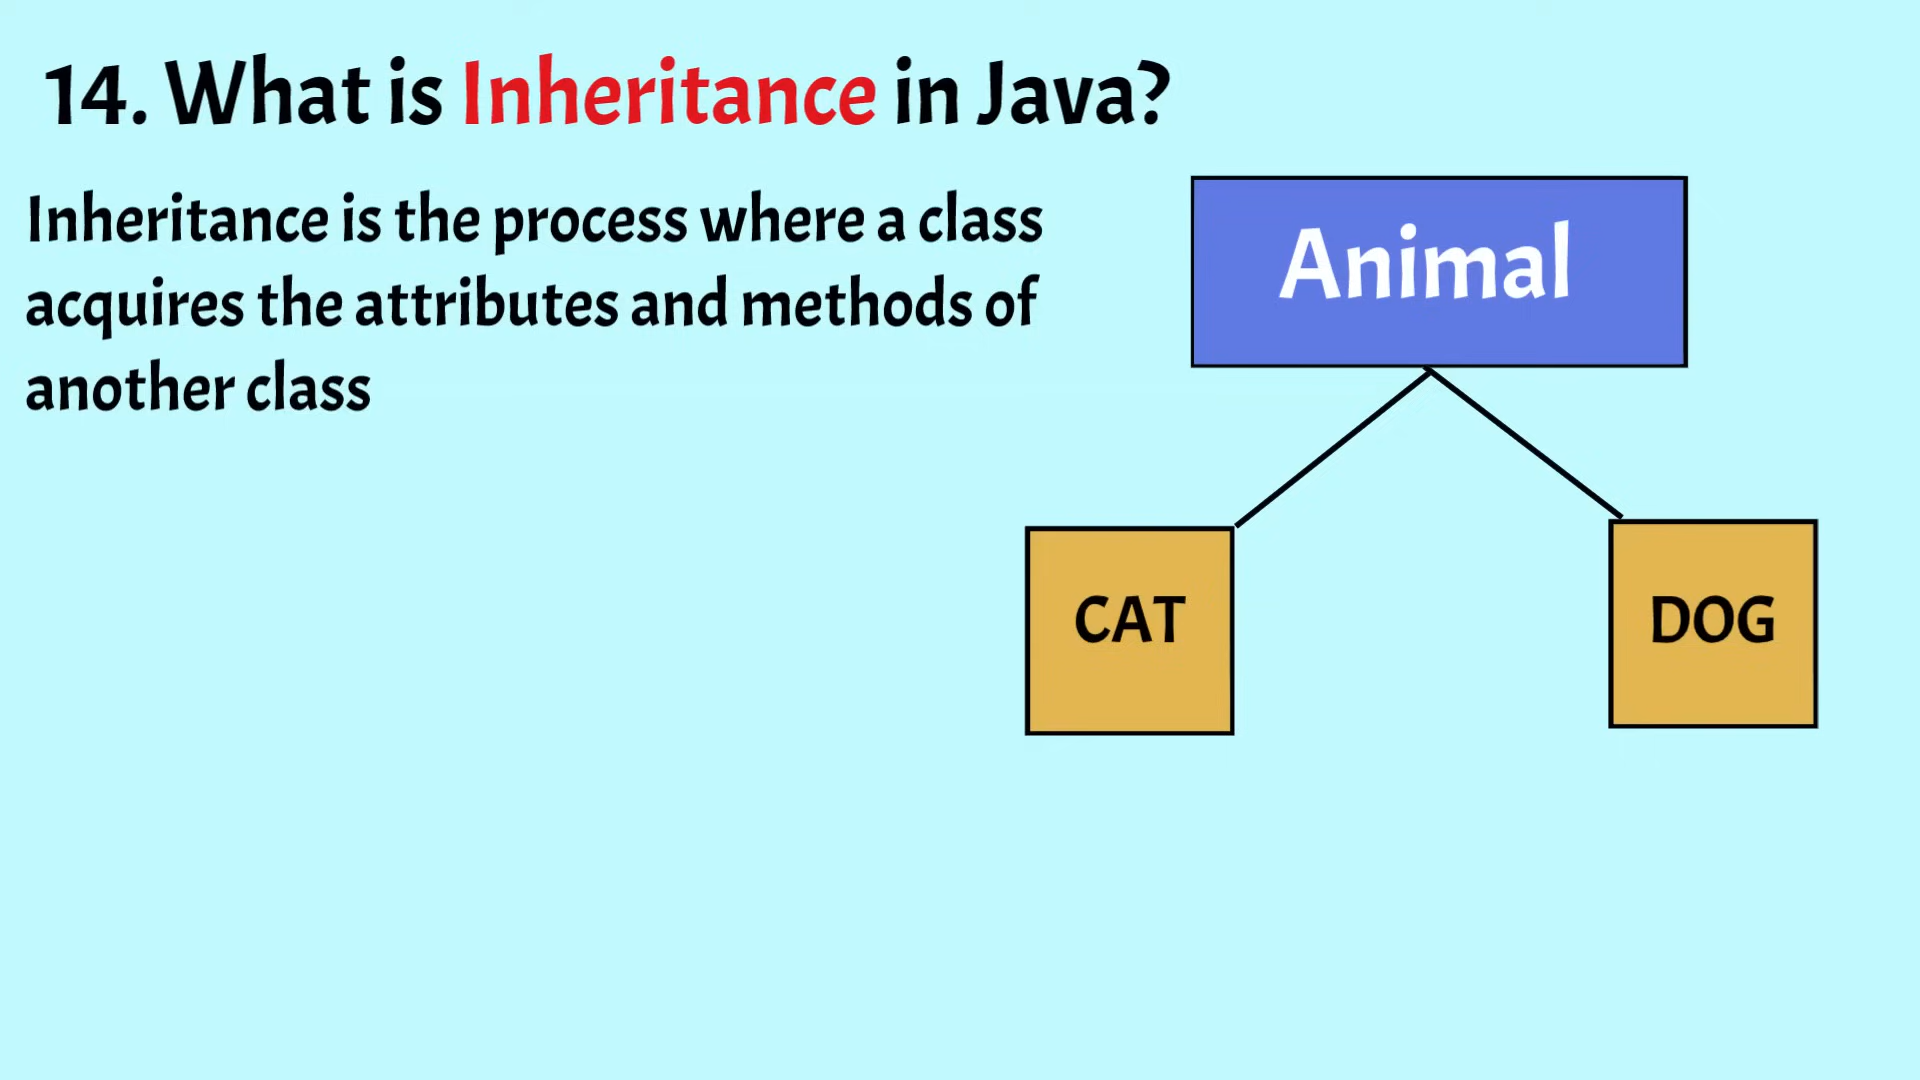 14. What is Inheritance in Java?
Inheritance is the process where a class
acquires the attributes and methods of
another class
Animal
CAT
DOG